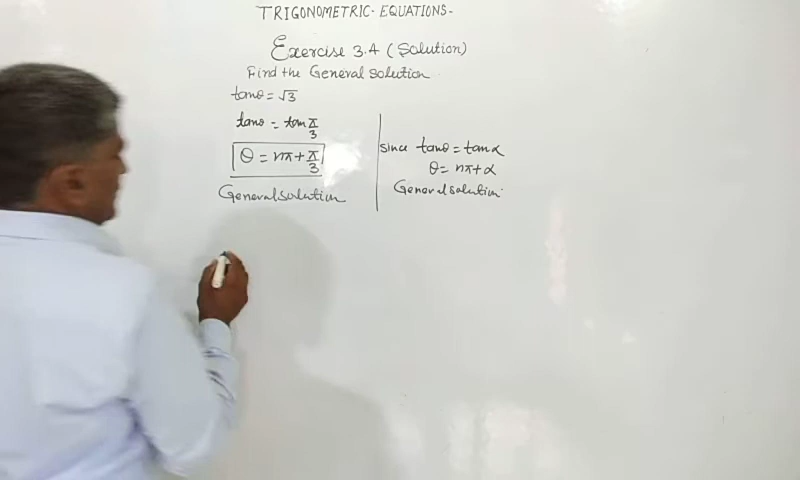 TRIGONOMETRIC- EQUATIONS-
Exercise 3.4 (Solution)
Find the General solution
tanθ = √3
tanθ = tan π/3
θ = nπ + π/3
General solution
since tanθ = tanα
θ = nπ + α
General solution